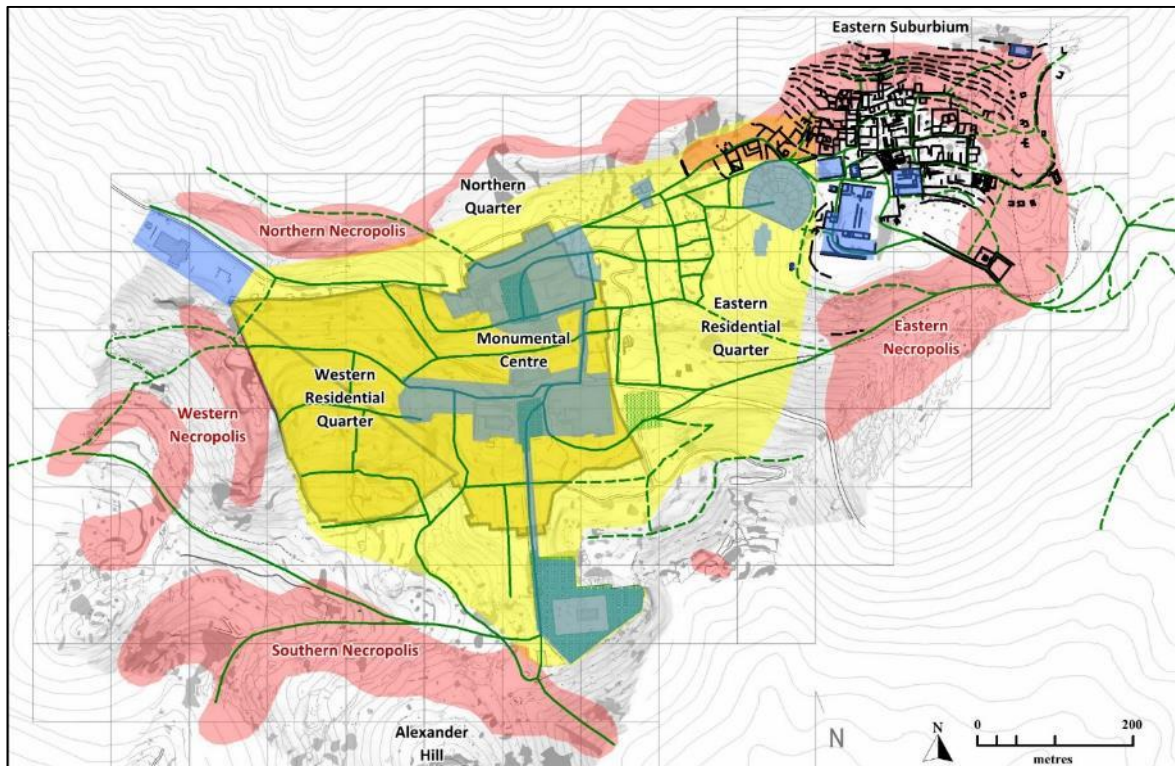 Eastern Suburbium
Northern
Quarter
Northern Necropolis
Monumental
Centre
Eastern
Residential
Quarter
Eastern
Necropolis
Western
Residential
Quarter
Western
Necropolis
Southern Necropolis
Alexander
Hill
N
N
0 200
metres